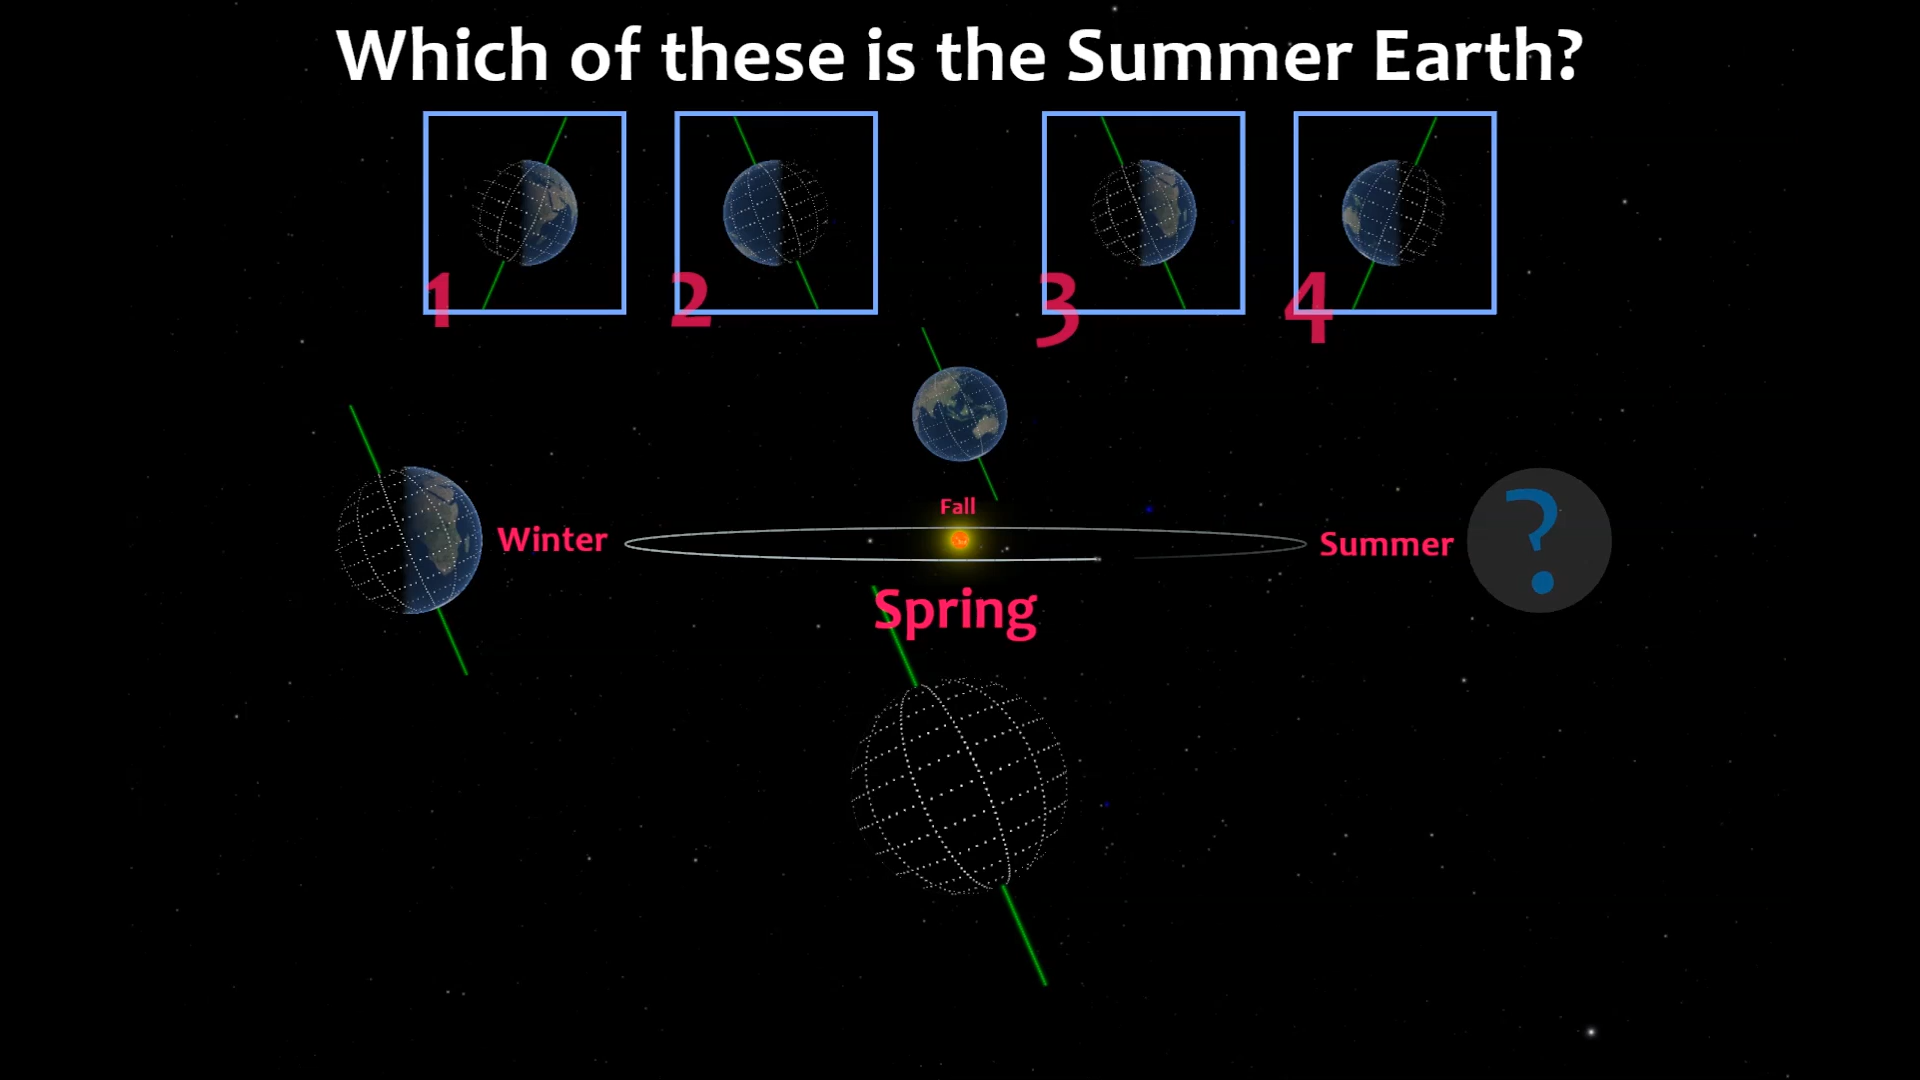 Which of these is the Summer Earth?
1
2
3
4
Fall
Winter
Summer
?
Spring